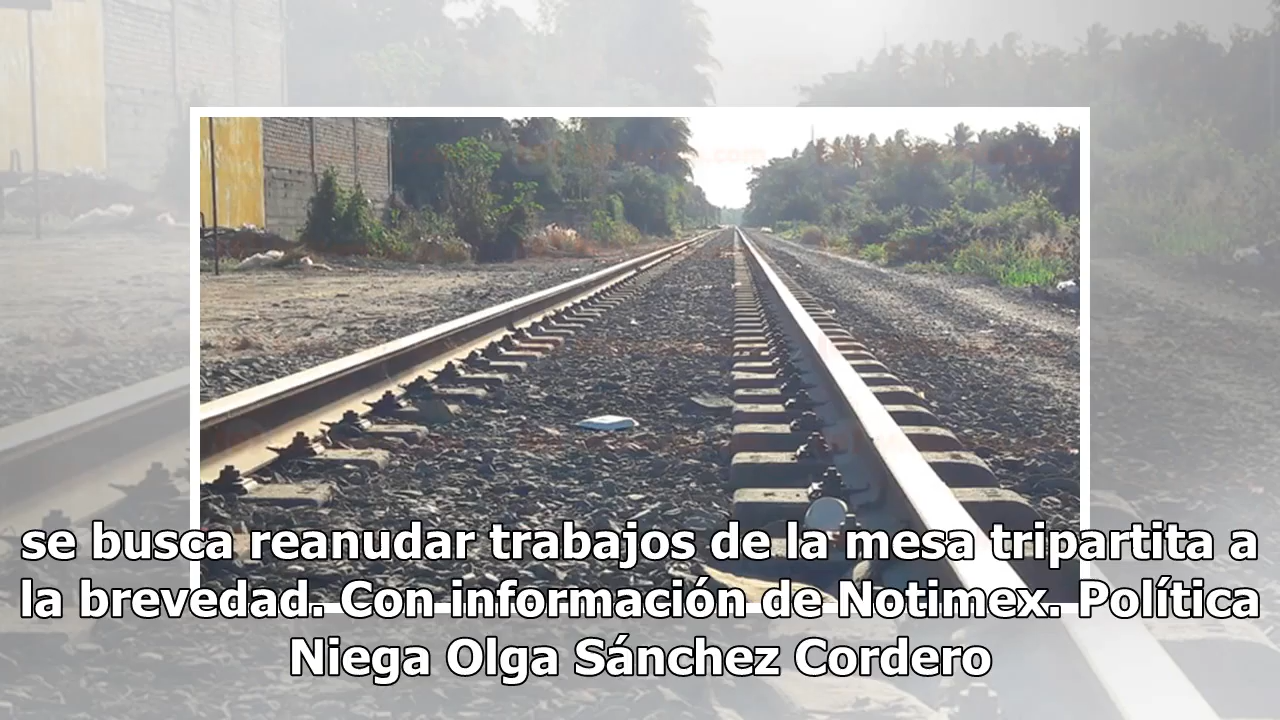 se busca reanudar trabajos de la mesa tripartita a
la brevedad. Con información de Notimex. Política
Niega Olga Sánchez Cordero